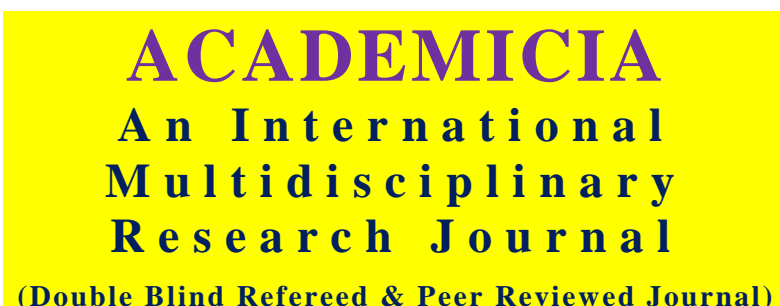 ACADEMICIA
An International
Multidisciplinary
Research Journal
(Double Blind Refereed & Peer Reviewed Journal)